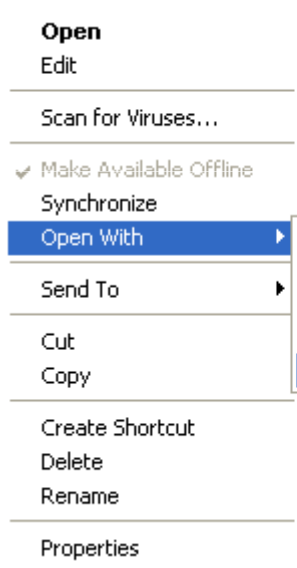 Open
Edit
Scan for Viruses...
Make Available Offline
Synchronize
Open With
Send To
Cut
Copy
Create Shortcut
Delete
Rename
Properties